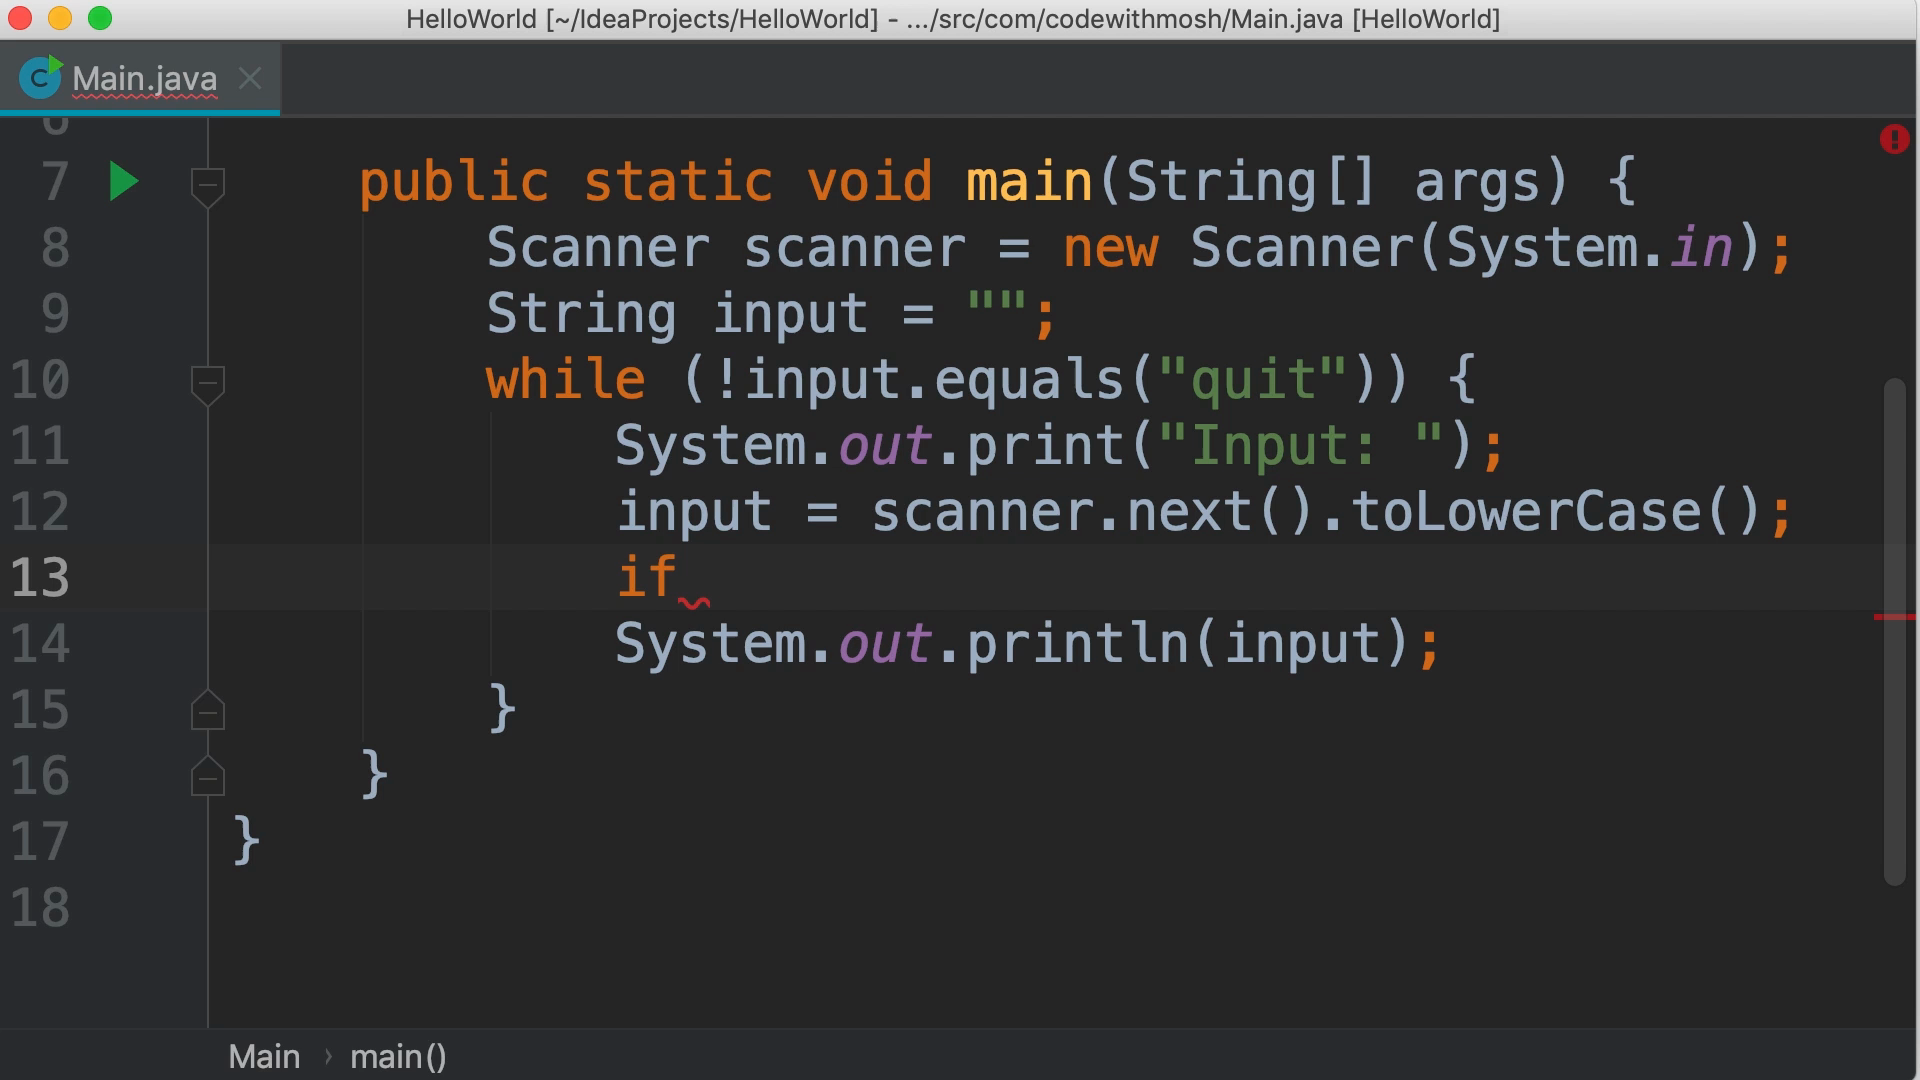 HelloWorld [~/IdeaProjects/HelloWorld] - .../src/com/codewithmosh/Main.java [HelloWorld]
C Main.java
6
7 public static void main(String[] args) {
8 Scanner scanner = new Scanner(System.in);
9 String input = "";
10 while (!input.equals("quit")) {
11 System.out.print("Input: ");
12 input = scanner.next().toLowerCase();
13 if
14 System.out.println(input);
15 }
16 }
17 }
18
Main › main()